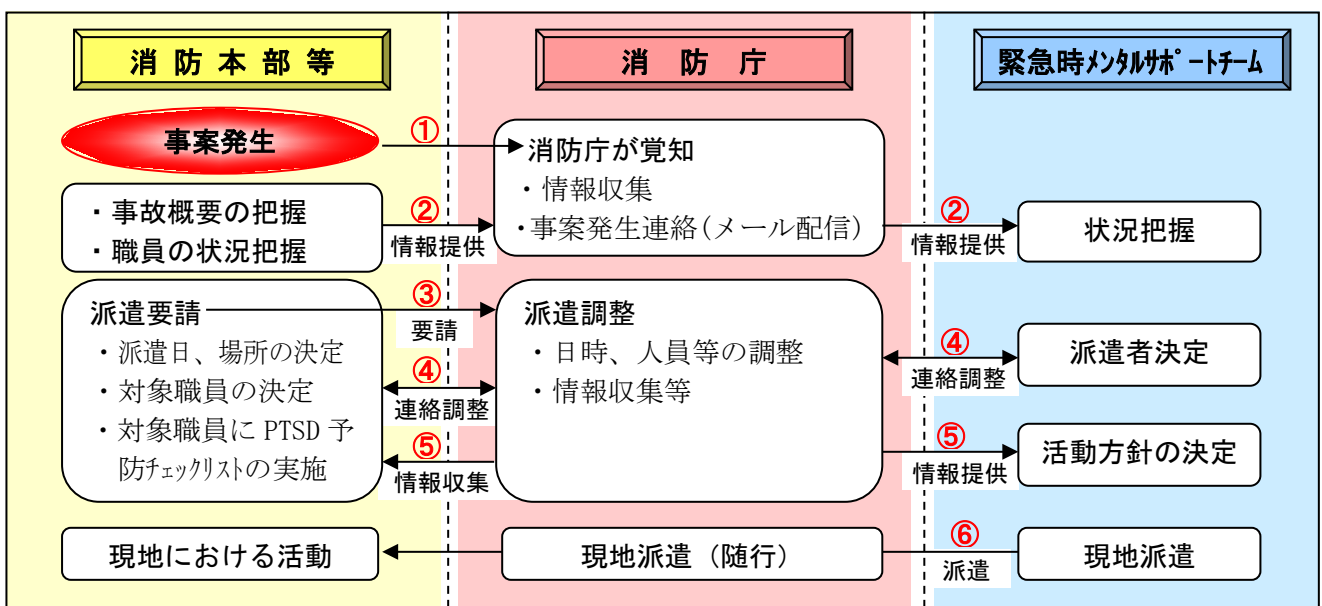 消防本部等
消防庁
緊急時メンタルサポートチーム
事案発生
①
消防庁が覚知
・情報収集
・事案発生連絡(メール配信)
・事故概要の把握
・職員の状況把握
②
情報提供
②
情報提供
状況把握
派遣要請
・派遣日、場所の決定
・対象職員の決定
・対象職員に PTSD 予
防チェックリストの実施
③
要請
④
連絡調整
⑤
情報収集
派遣調整
・日時、人員等の調整
・情報収集等
④
連絡調整
派遣者決定
⑤
情報提供
活動方針の決定
現地における活動
現地派遣（随行）
⑥
派遣
現地派遣